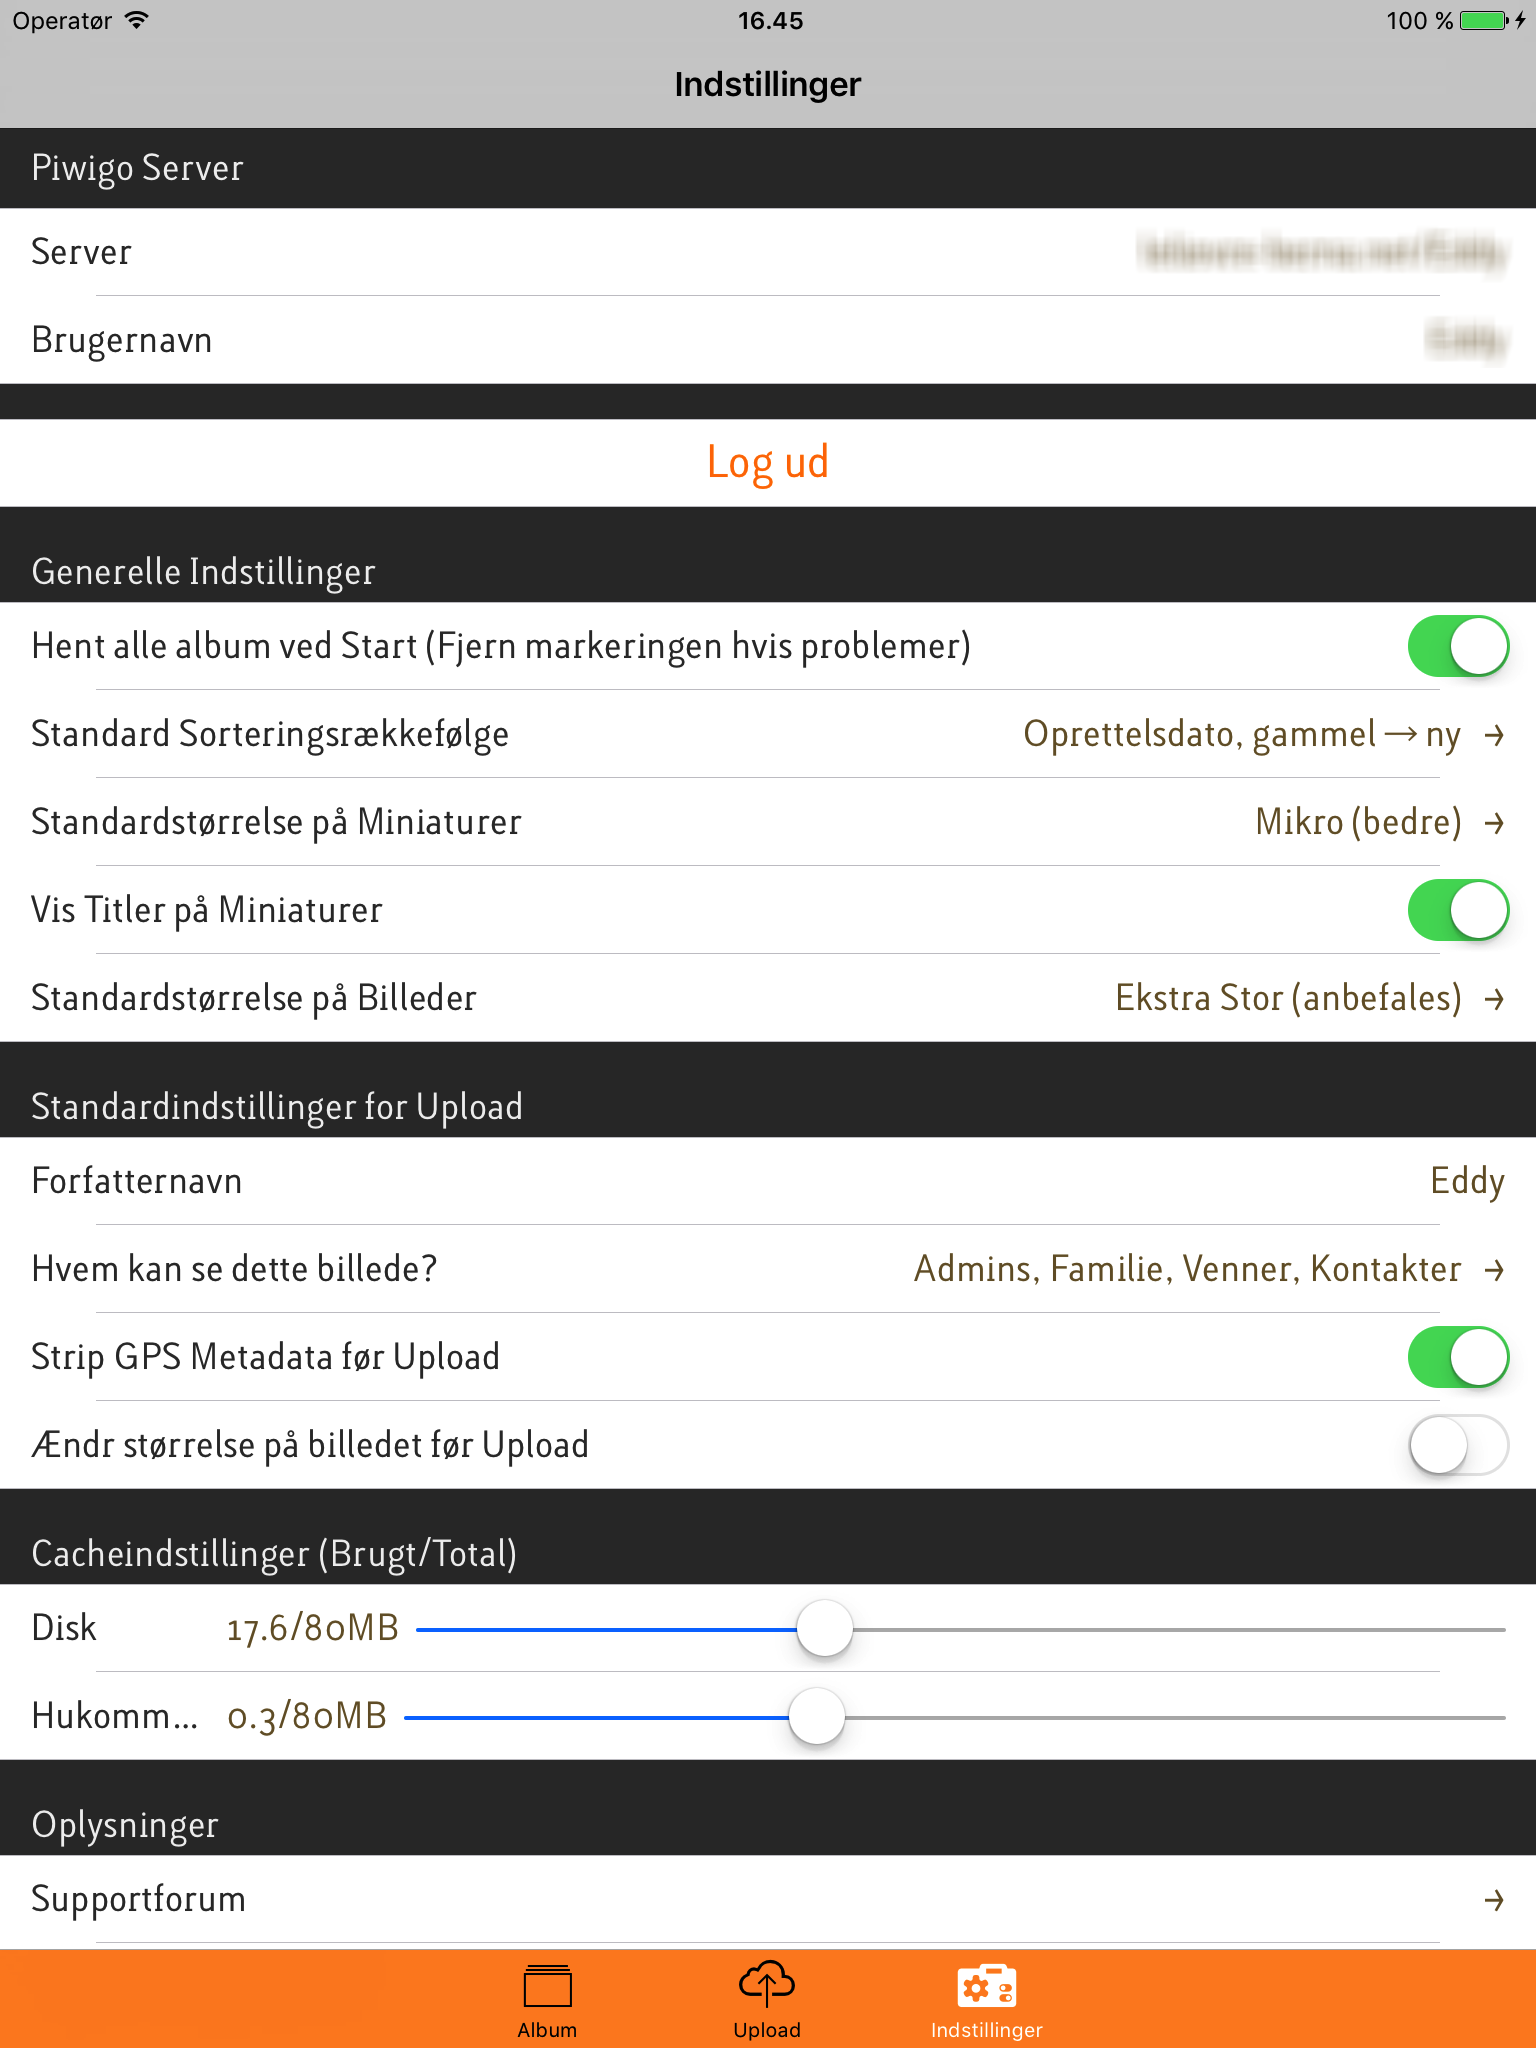 Operatør 16.45 100 %
Indstillinger
Piwigo Server
Server
Brugernavn
Log ud
Generelle Indstillinger
Hent alle album ved Start (Fjern markeringen hvis problemer)
Standard Sorteringsrækkefølge Oprettelsdato, gammel → ny →
Standardstørrelse på Miniaturer Mikro (bedre) →
Vis Titler på Miniaturer
Standardstørrelse på Billeder Ekstra Stor (anbefales) →
Standardindstillinger for Upload
Forfatternavn Eddy
Hvem kan se dette billede? Admins, Familie, Venner, Kontakter →
Strip GPS Metadata før Upload
Ændr størrelse på billedet før Upload
Cacheindstillinger (Brugt/Total)
Disk 17.6/80MB
Hukomm... 0.3/80MB
Oplysninger
Supportforum →
Album Upload Indstillinger